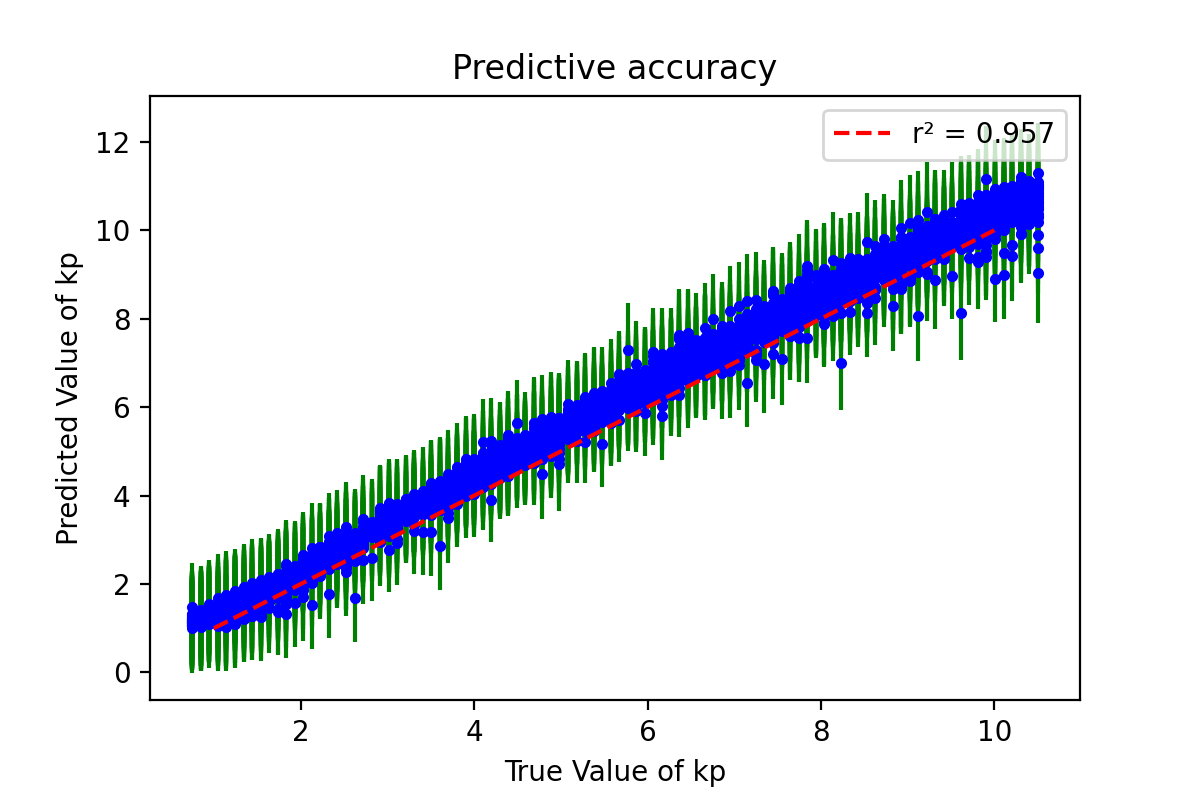 Predictive accuracy
r² = 0.957
12
10
8
6
4
2
0
Predicted Value of kp
2 4 6 8 10
True Value of kp